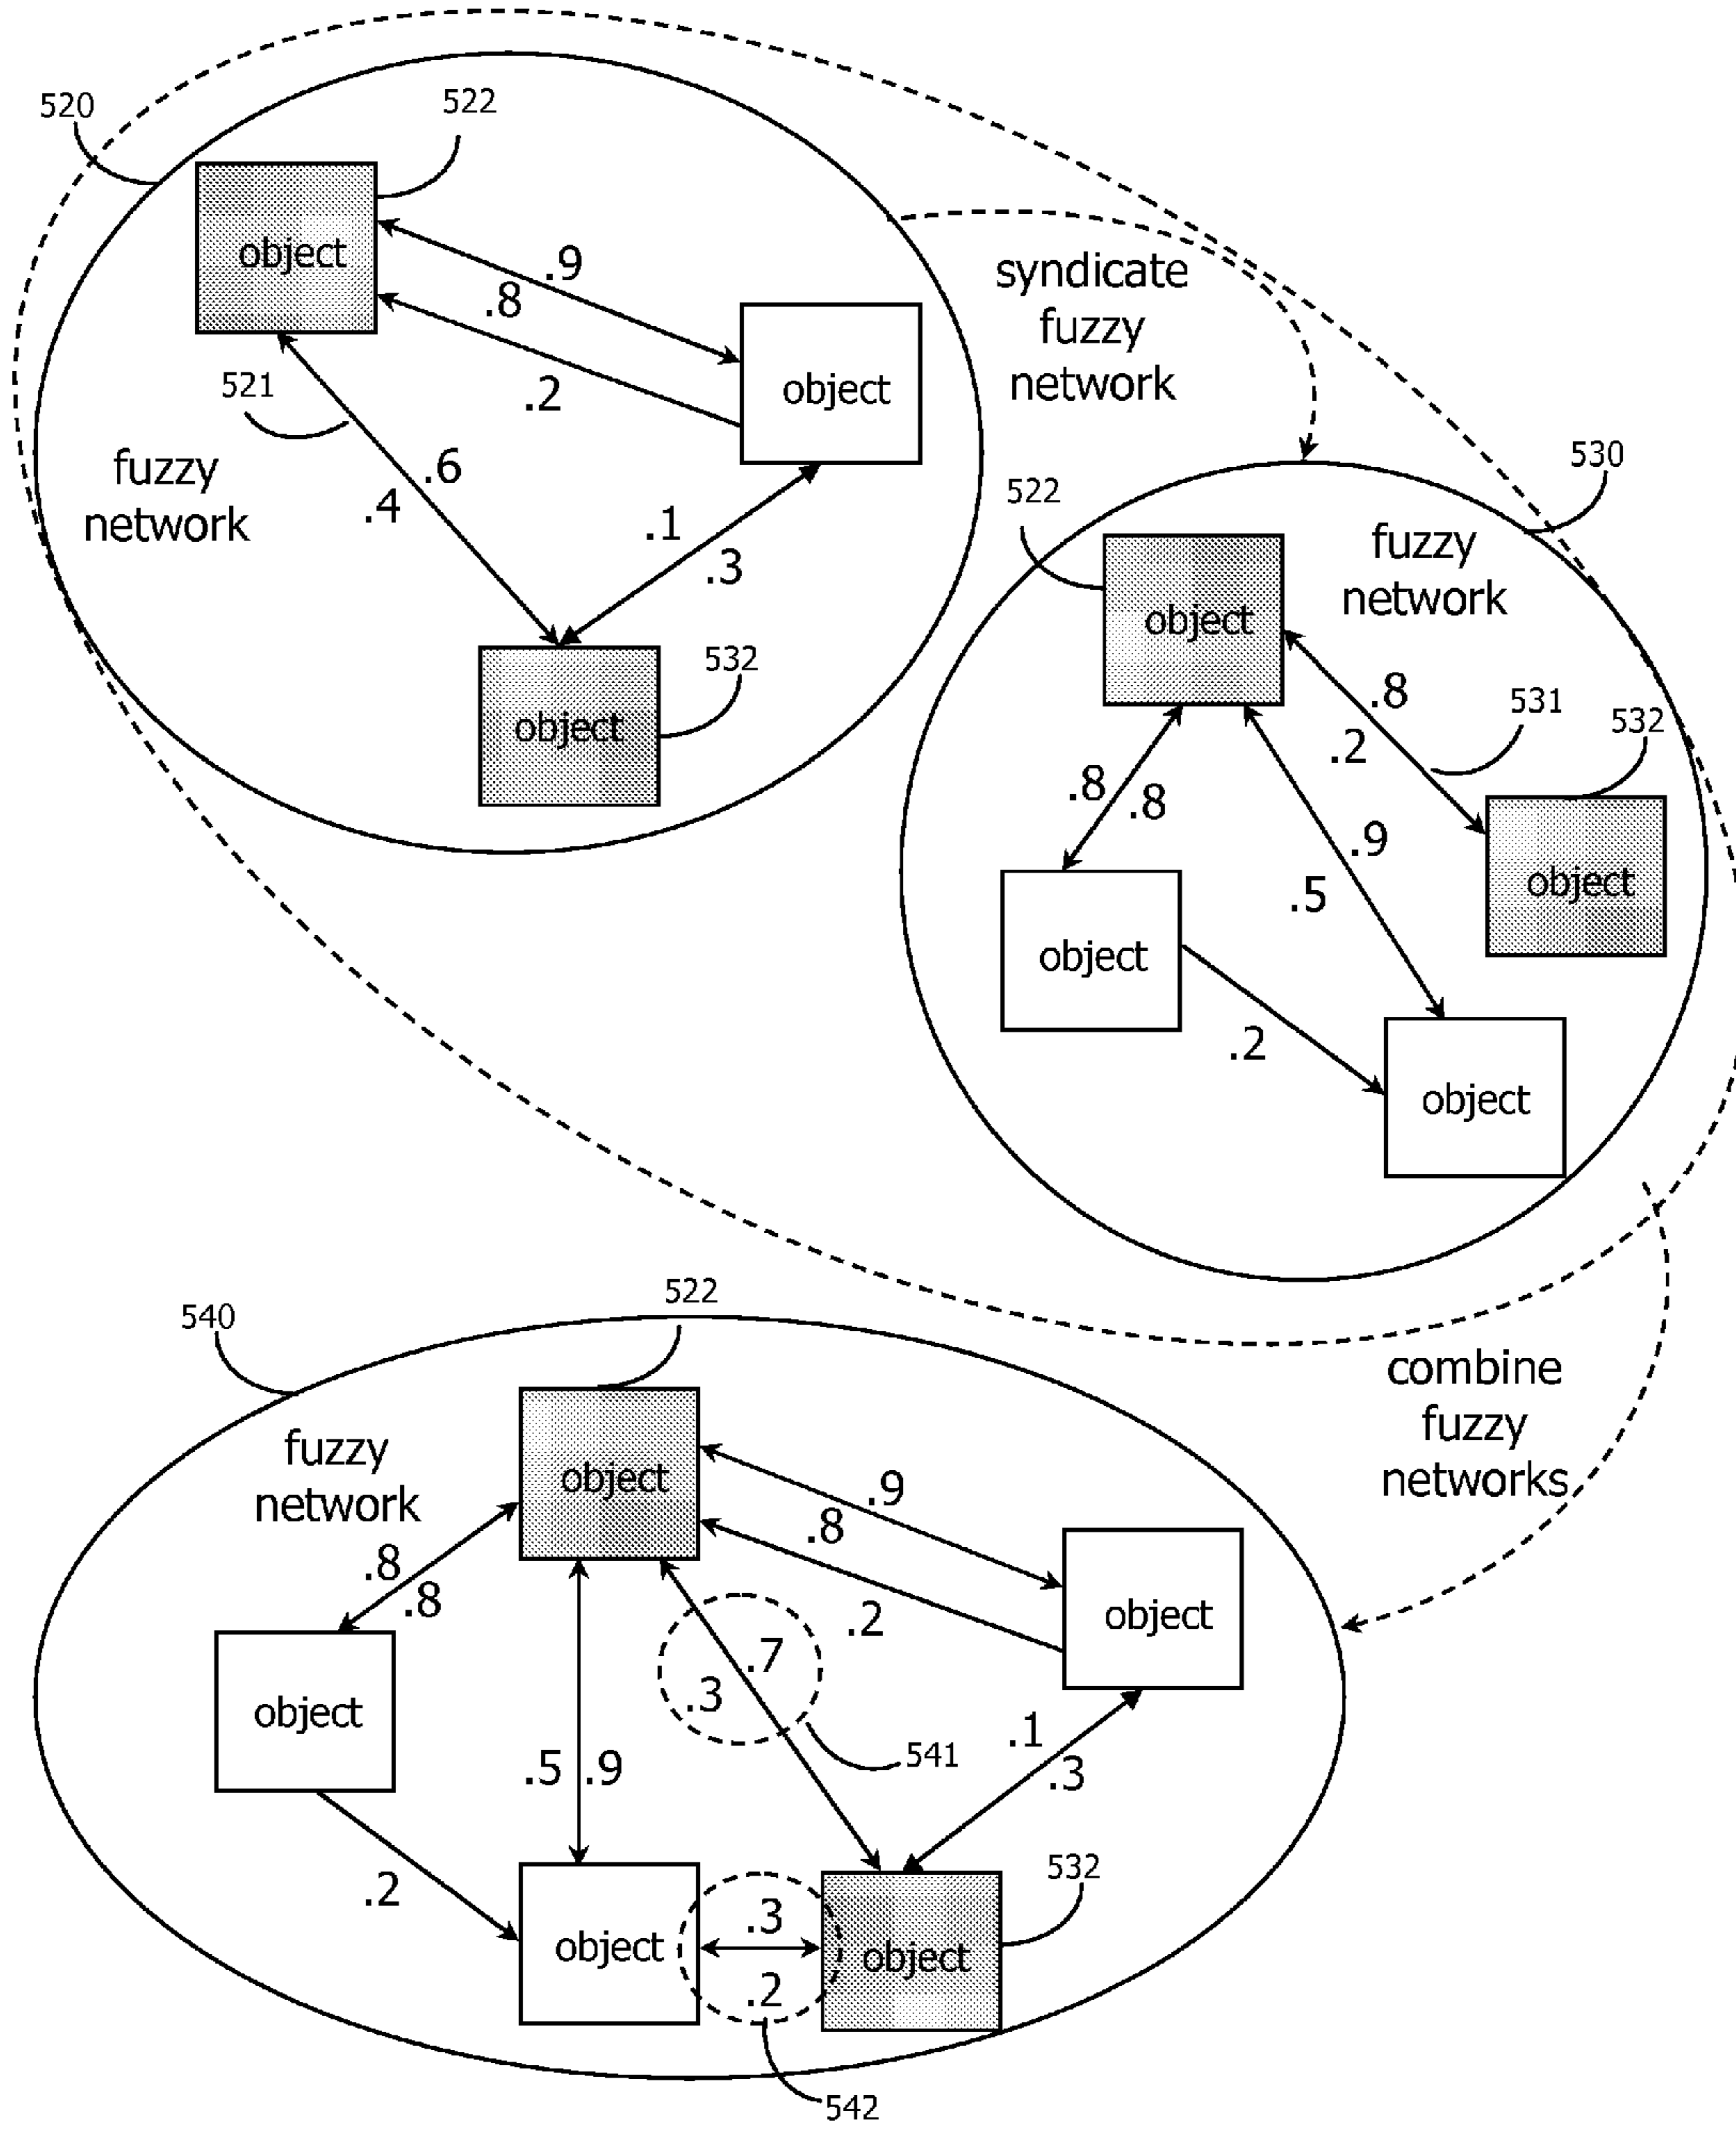 520
522
object
.9
.8
.2
object
521
.6
.4
fuzzy
network
.1
.3
532
object
syndicate
fuzzy
network
530
522
fuzzy
network
object
.8
.2
531
532
.8
.8
.9
.5
object
object
.2
object
540
522
combine
fuzzy
networks
fuzzy
network
object
.9
.8
.2
.8
.8
object
object
.7
.3
541
.1
.3
.5
.9
.2
532
.3
object
object
.2
542